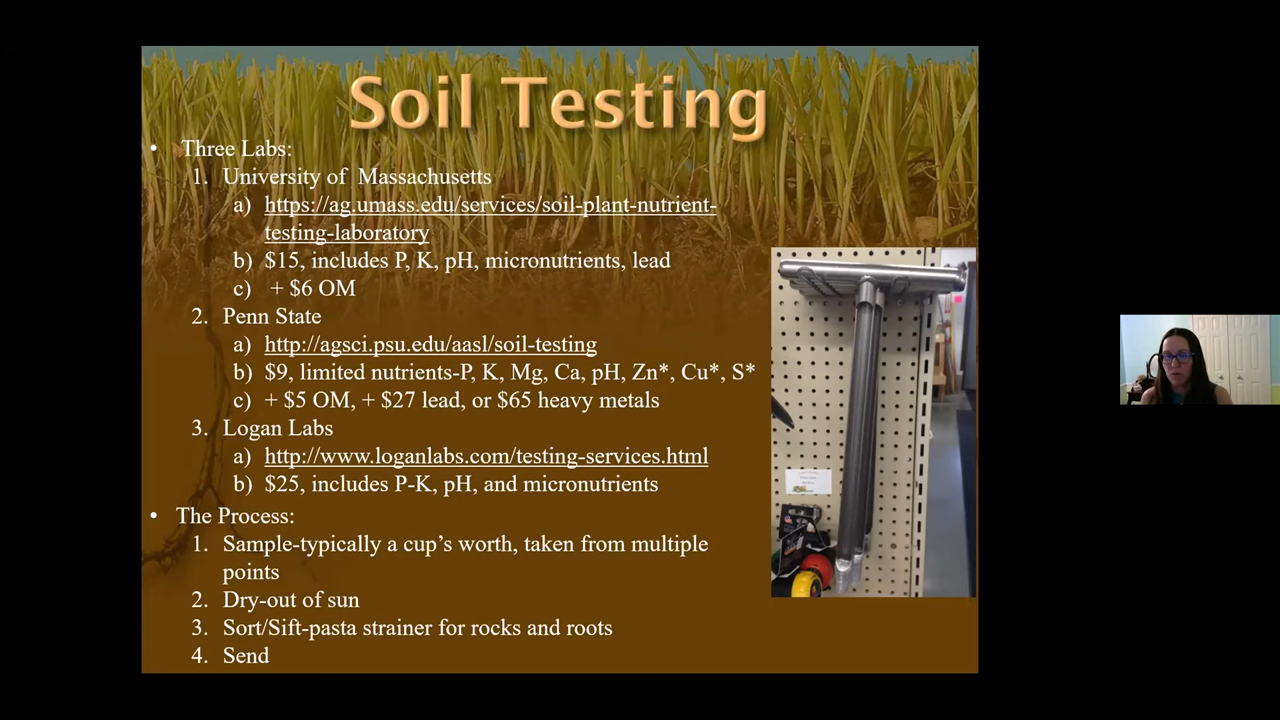 Soil Testing
• Three Labs:
1. University of Massachusetts
a) https://ag.umass.edu/services/soil-plant-nutrient-
testing-laboratory
b) $15, includes P, K, pH, micronutrients, lead
c) + $6 OM
2. Penn State
a) http://agsci.psu.edu/aasl/soil-testing
b) $9, limited nutrients-P, K, Mg, Ca, pH, Zn*, Cu*, S*
c) + $5 OM, + $27 lead, or $65 heavy metals
3. Logan Labs
a) http://www.loganlabs.com/testing-services.html
b) $25, includes P-K, pH, and micronutrients
• The Process:
1. Sample-typically a cup’s worth, taken from multiple
points
2. Dry-out of sun
3. Sort/Sift-pasta strainer for rocks and roots
4. Send